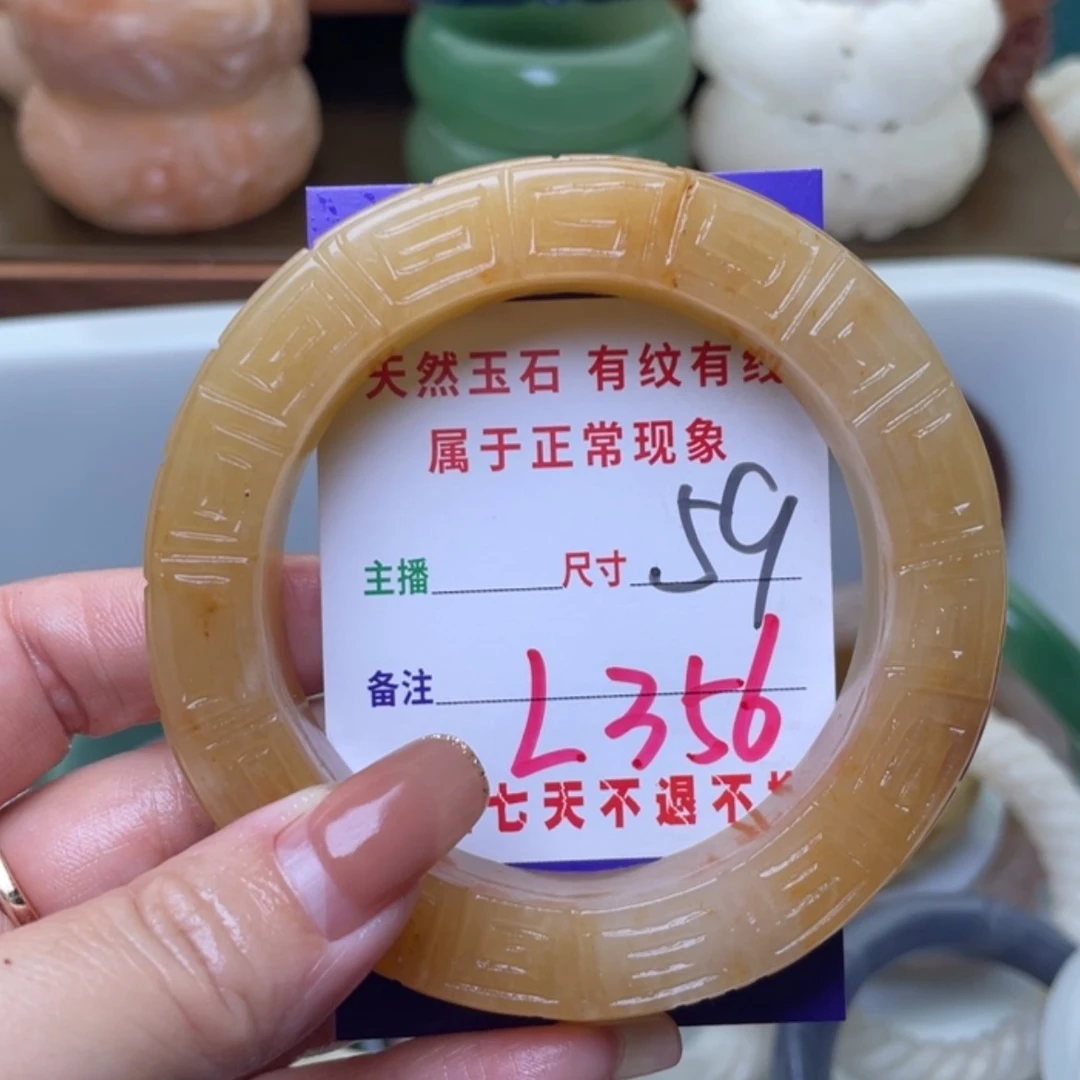 天然玉石 有纹有纹
属于正常现象
主播 尺寸 59
备注 L356
七天不退不